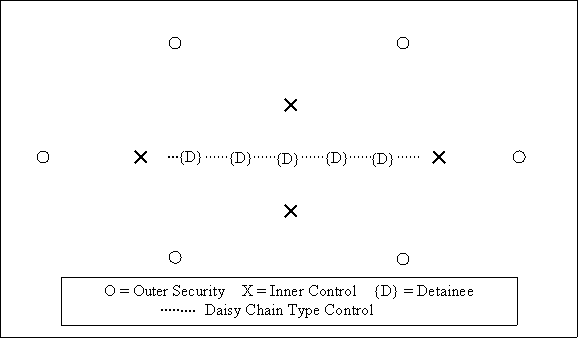 O O
X
O X {D} {D} {D} {D} {D} X O
X
O O
O = Outer Security X = Inner Control {D} = Detainee
Daisy Chain Type Control